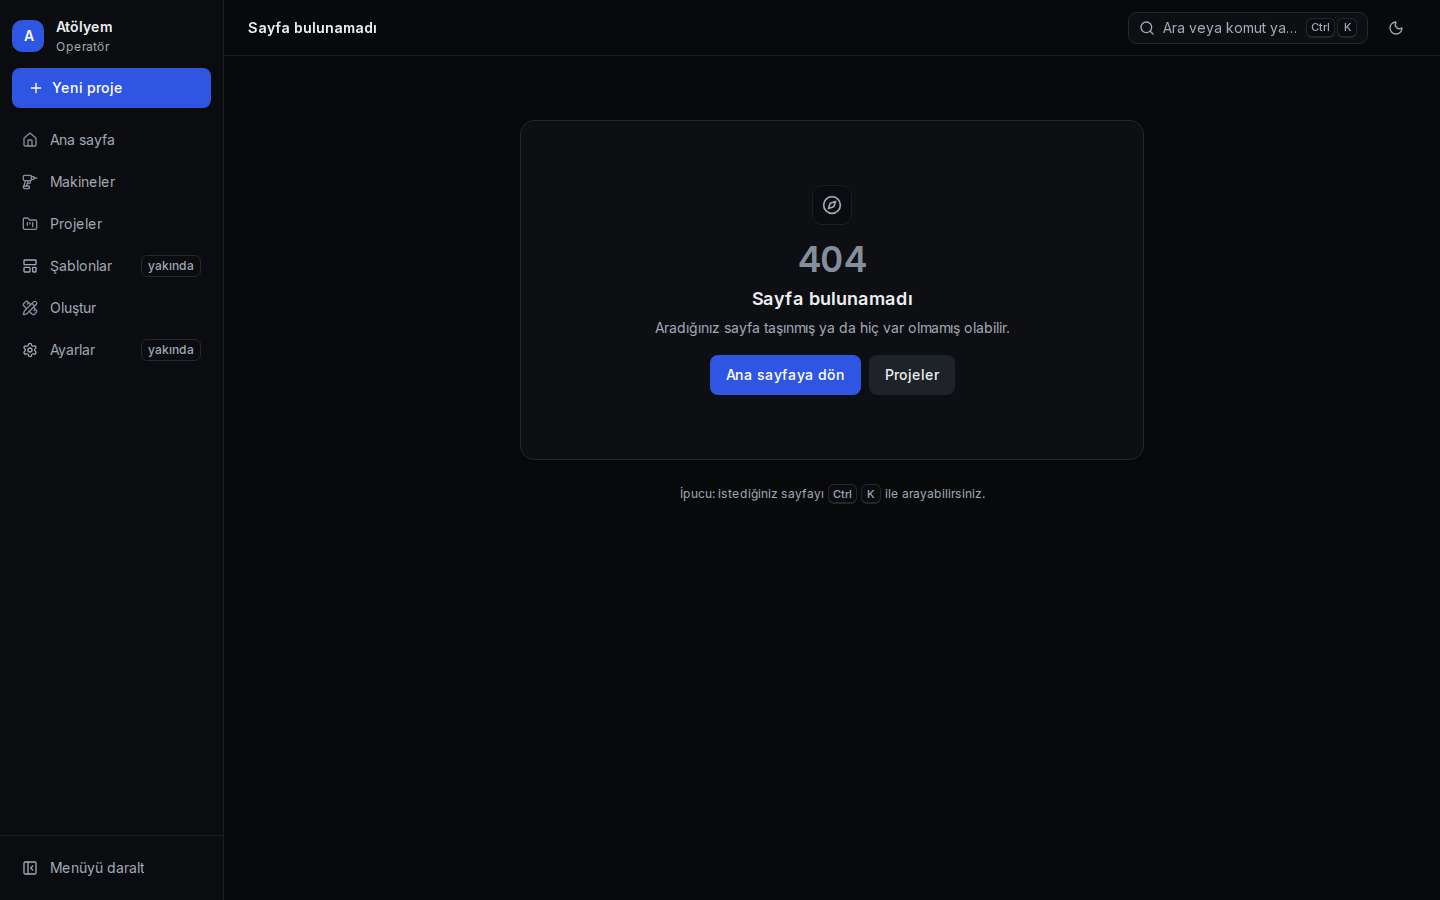 A
Atölyem
Operatör
Yeni proje
Ana sayfa
Makineler
Projeler
Şablonlar yakında
Oluştur
Ayarlar yakında
Menüyü daralt
Sayfa bulunamadı
Ara veya komut ya… Ctrl K
404
Sayfa bulunamadı
Aradığınız sayfa taşınmış ya da hiç var olmamış olabilir.
Ana sayfaya dön Projeler
İpucu: istediğiniz sayfayı Ctrl K ile arayabilirsiniz.